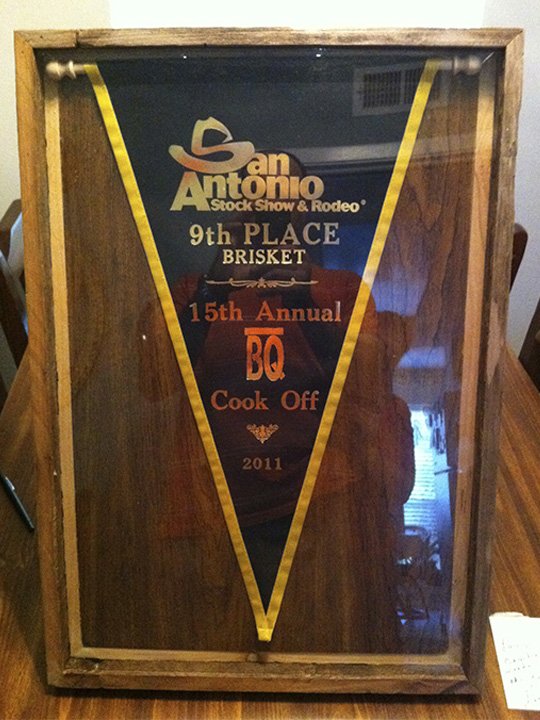 San
Antonio
Stock Show & Rodeo®
9th PLACE
BRISKET
15th Annual
BQ
Cook Off
2011